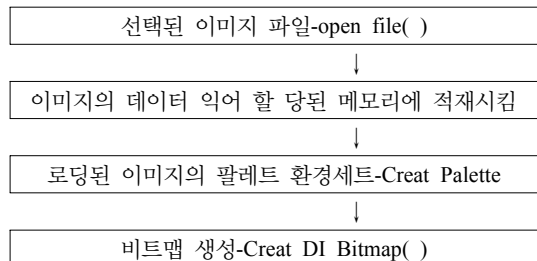 선택된 이미지 파일-open file( )
↓
이미지의 데이터 익어 할 당된 메모리에 적재시킴
↓
로딩된 이미지의 팔레트 환경세트-Creat Palette
↓
비트맵 생성-Creat DI Bitmap( )